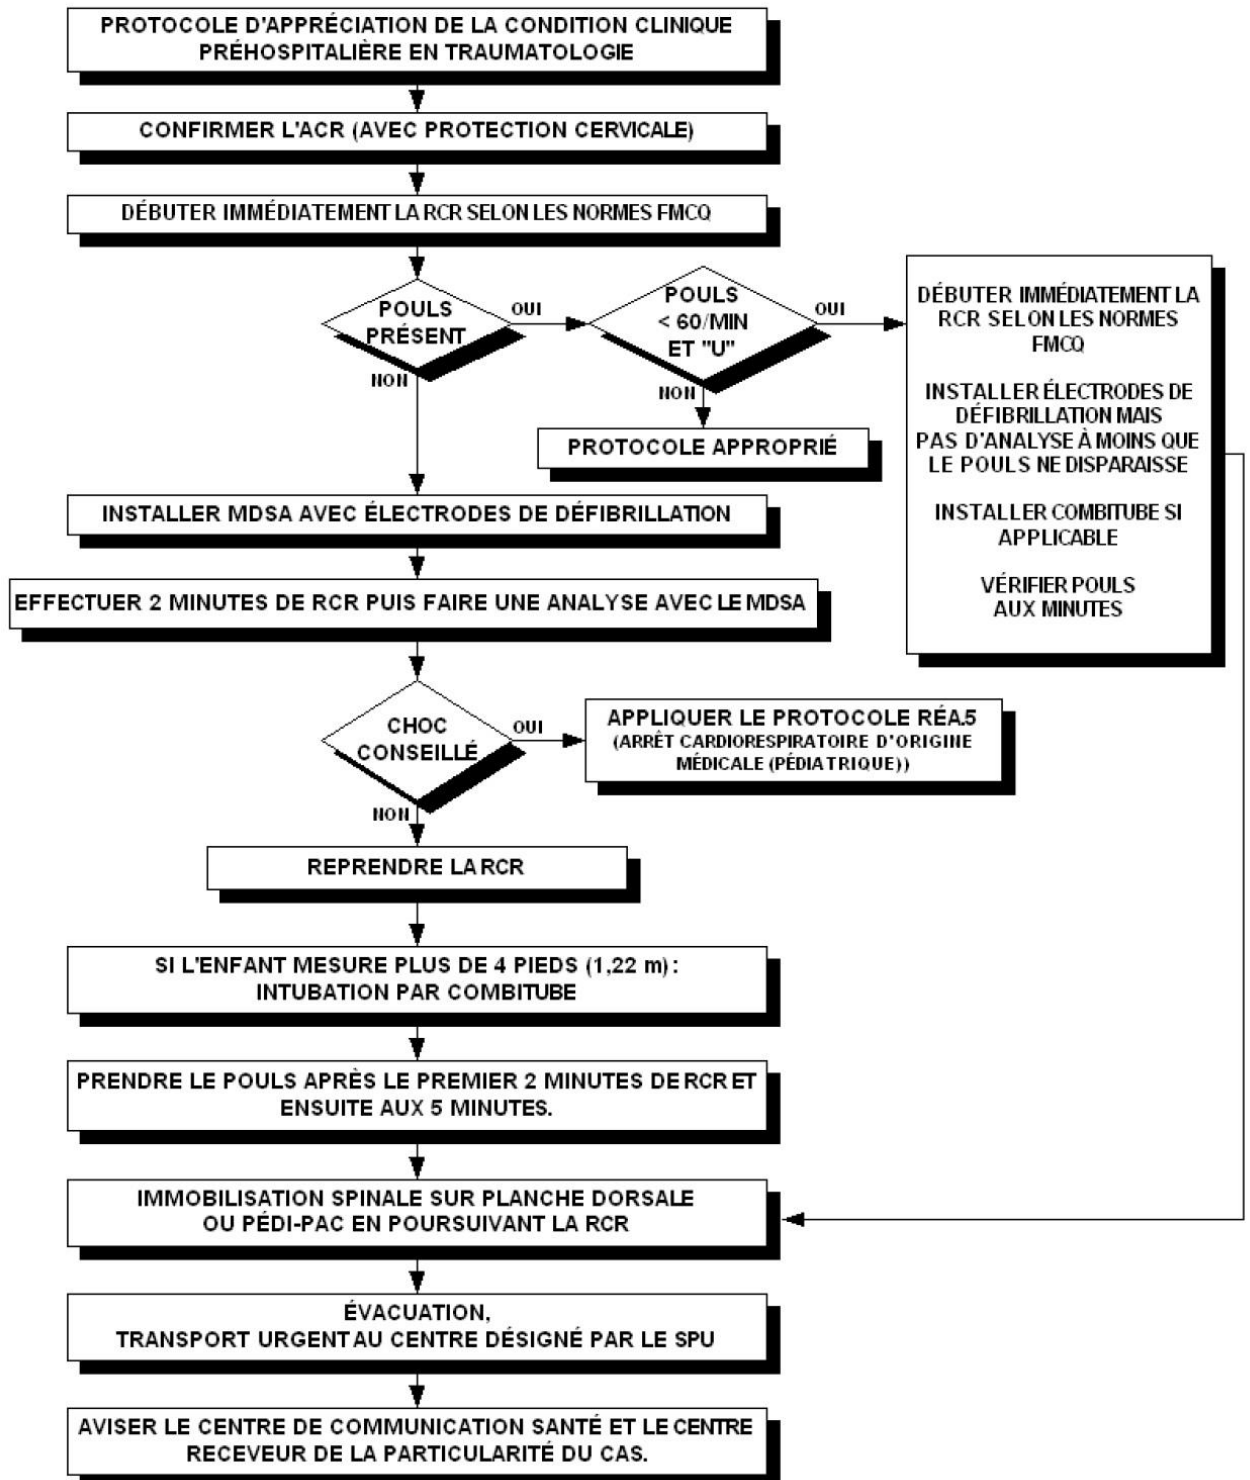 PROTOCOLE D'APPRÉCIATION DE LA CONDITION CLINIQUE
PRÉHOSPITALIÈRE EN TRAUMATOLOGIE
CONFIRMER L'ACR (AVEC PROTECTION CERVICALE)
DÉBUTER IMMÉDIATEMENT LA RCR SELON LES NORMES FMCQ
POULS
PRÉSENT
OUI
NON
POULS
< 60/MIN
ET "U"
OUI
NON
PROTOCOLE APPROPRIÉ
DÉBUTER IMMÉDIATEMENT LA
RCR SELON LES NORMES
FMCQ
INSTALLER ÉLECTRODES DE
DÉFIBRILLATION MAIS
PAS D'ANALYSE À MOINS QUE
LE POULS NE DISPARAISSE
INSTALLER COMBITUBE SI
APPLICABLE
VÉRIFIER POULS
AUX MINUTES
INSTALLER MDSA AVEC ÉLECTRODES DE DÉFIBRILLATION
EFFECTUER 2 MINUTES DE RCR PUIS FAIRE UNE ANALYSE AVEC LE MDSA
CHOC
CONSEILLÉ
OUI
NON
APPLIQUER LE PROTOCOLE RÉA.5
(ARRÊT CARDIORESPIRATOIRE D'ORIGINE
MÉDICALE (PÉDIATRIQUE))
REPRENDRE LA RCR
SI L'ENFANT MESURE PLUS DE 4 PIEDS (1,22 m) :
INTUBATION PAR COMBITUBE
PRENDRE LE POULS APRÈS LE PREMIER 2 MINUTES DE RCR ET
ENSUITE AUX 5 MINUTES.
IMMOBILISATION SPINALE SUR PLANCHE DORSALE
OU PÉDI-PAC EN POURSUIVANT LA RCR
ÉVACUATION,
TRANSPORT URGENT AU CENTRE DÉSIGNÉ PAR LE SPU
AVISER LE CENTRE DE COMMUNICATION SANTÉ ET LE CENTRE
RECEVEUR DE LA PARTICULARITÉ DU CAS.